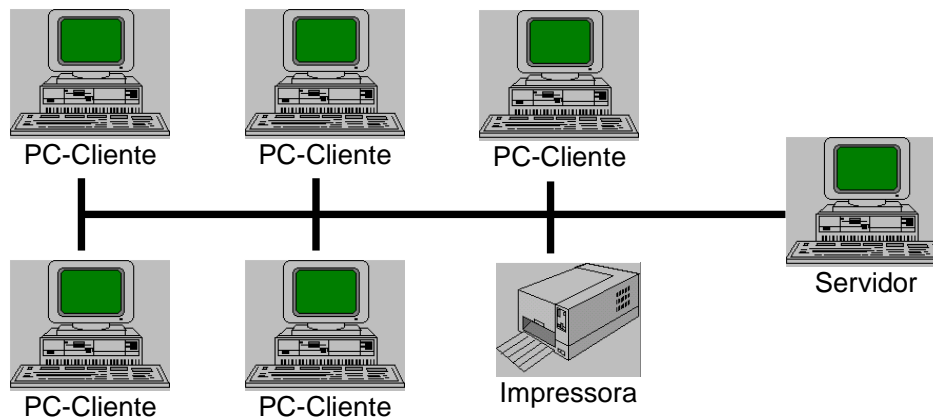 PC-Cliente
PC-Cliente
PC-Cliente
Servidor
PC-Cliente
PC-Cliente
Impressora